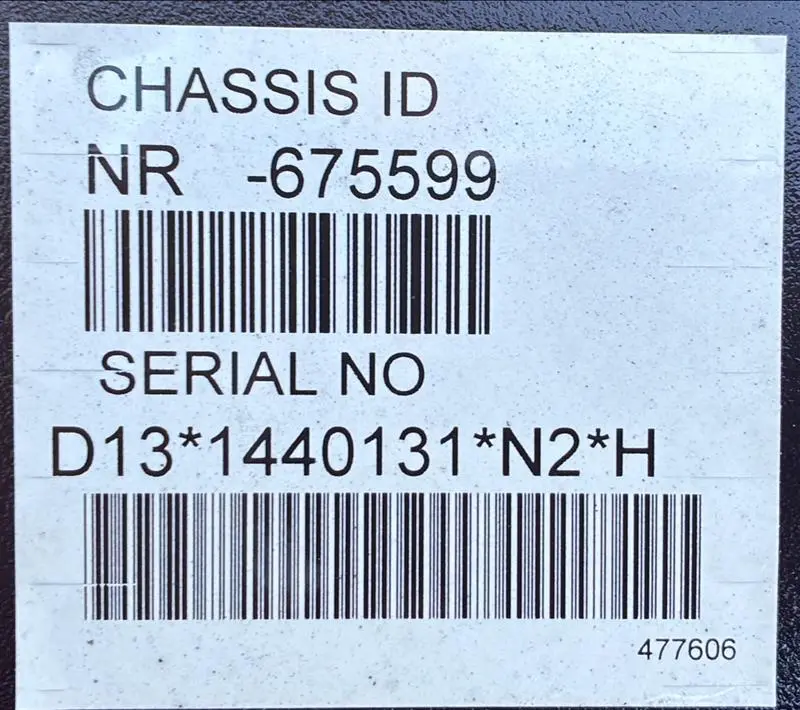 CHASSIS ID
NR -675599
SERIAL NO
D13*1440131*N2*H
477606